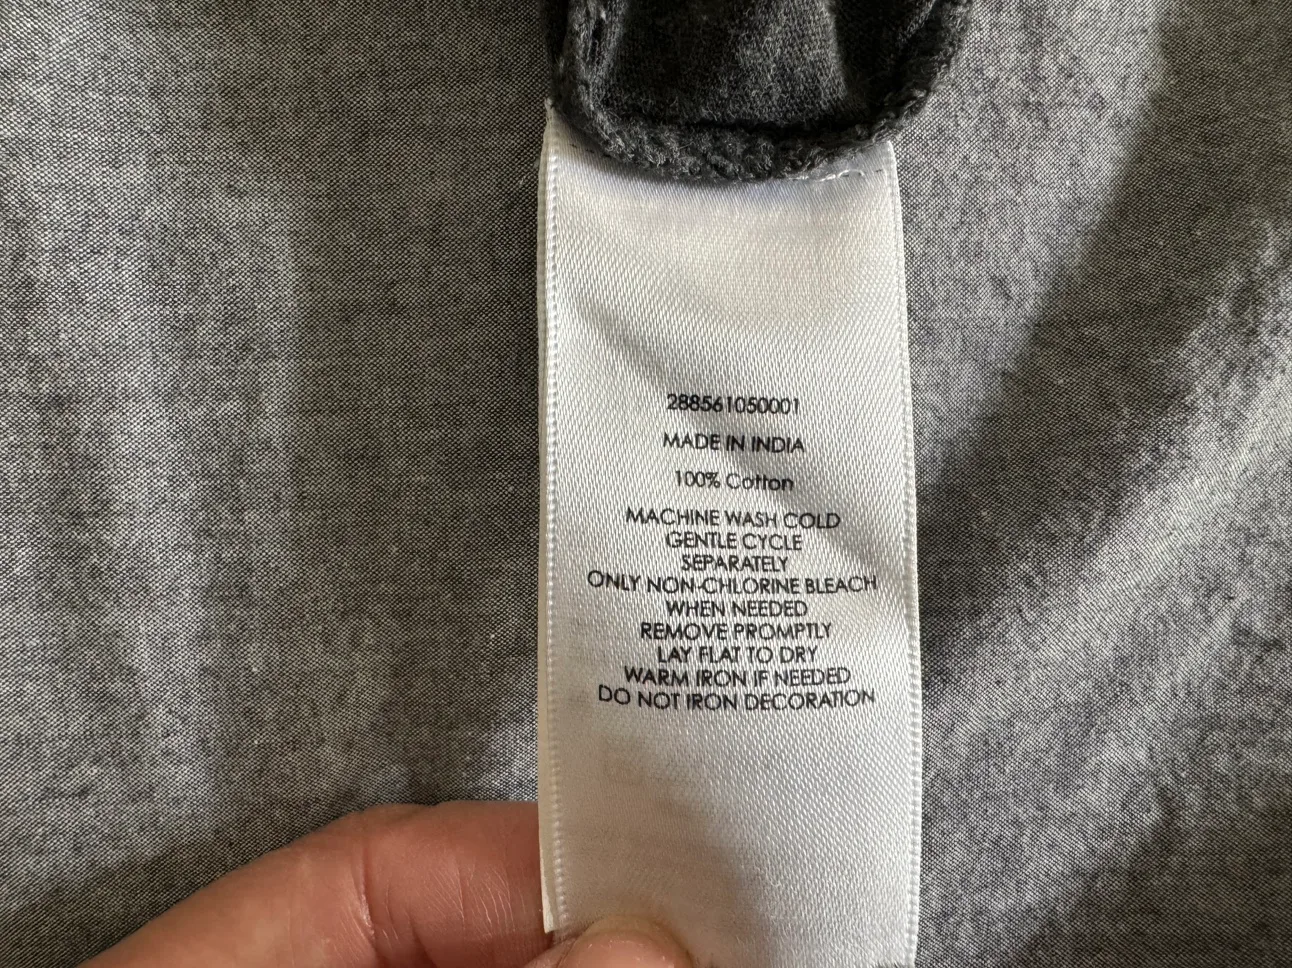 288561050001
MADE IN INDIA
100% Cotton
MACHINE WASH COLD
GENTLE CYCLE
SEPARATELY
ONLY NON-CHLORINE BLEACH
WHEN NEEDED
REMOVE PROMPTLY
LAY FLAT TO DRY
WARM IRON IF NEEDED
DO NOT IRON DECORATION